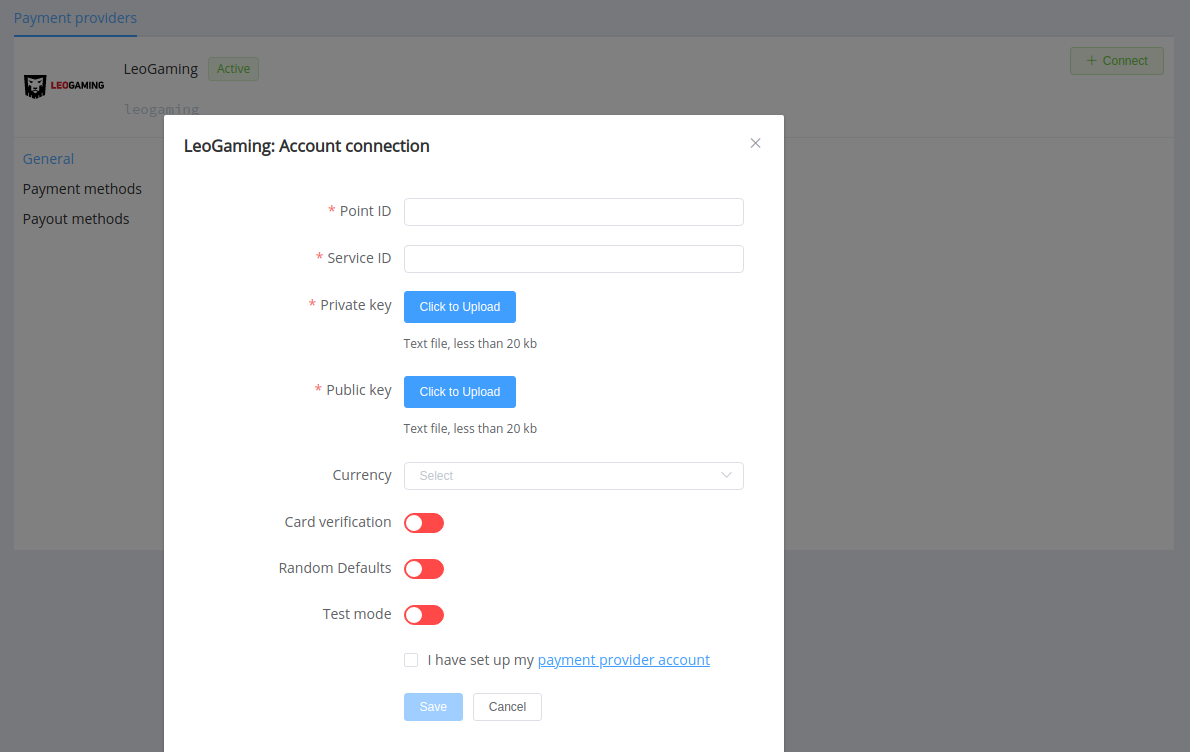 Payment providers
LEOGAMING
LeoGaming Active
+ Connect
leogaming
General
Payment methods
Payout methods
LeoGaming: Account connection
* Point ID
* Service ID
* Private key Click to Upload
Text file, less than 20 kb
* Public key Click to Upload
Text file, less than 20 kb
Currency Select
Card verification
Random Defaults
Test mode
I have set up my payment provider account
Save Cancel